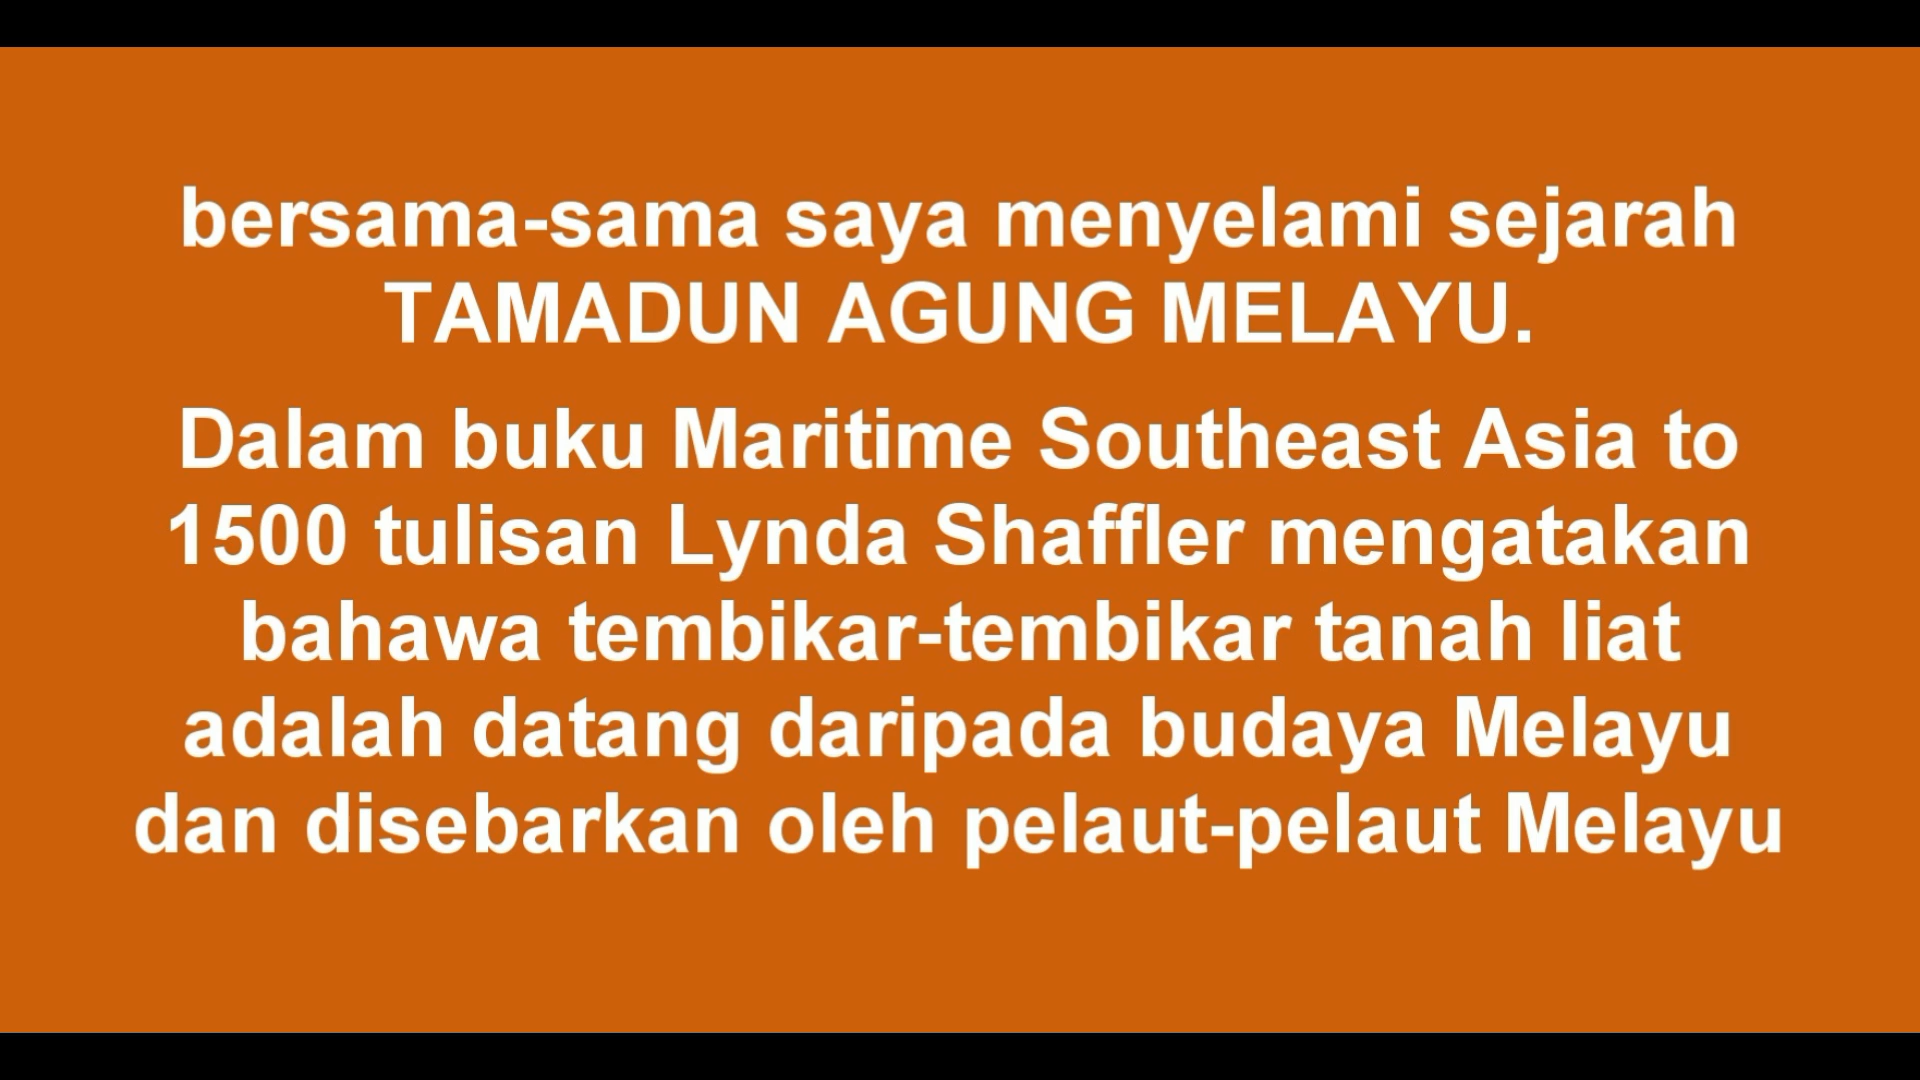 bersama-sama saya menyelami sejarah
TAMADUN AGUNG MELAYU.
Dalam buku Maritime Southeast Asia to
1500 tulisan Lynda Shaffler mengatakan
bahawa tembikar-tembikar tanah liat
adalah datang daripada budaya Melayu
dan disebarkan oleh pelaut-pelaut Melayu